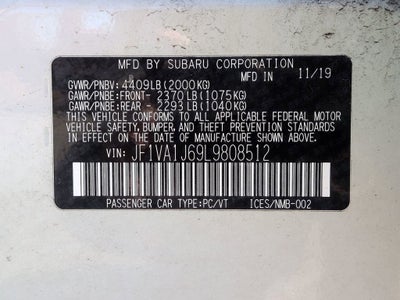 MFD BY SUBARU CORPORATION
MFD IN 11/19
GVWR/PNBV: 4409LB(2000KG)
GAWR/PNBE:FRONT- 2370LB(1075KG)
GAWR/PNBE:REAR - 2293LB(1040KG)
THIS VEHICLE CONFORMS TO ALL APPLICABLE FEDERAL MOTOR
VEHICLE SAFETY, BUMPER, AND THEFT PREVENTION STANDARDS
IN EFFECT ON THE DATE OF MANUFACTURE SHOWN ABOVE.
VIN: JF1VA1J69L9808512
PASSENGER CAR TYPE:PC/VT ICES/NMB-002